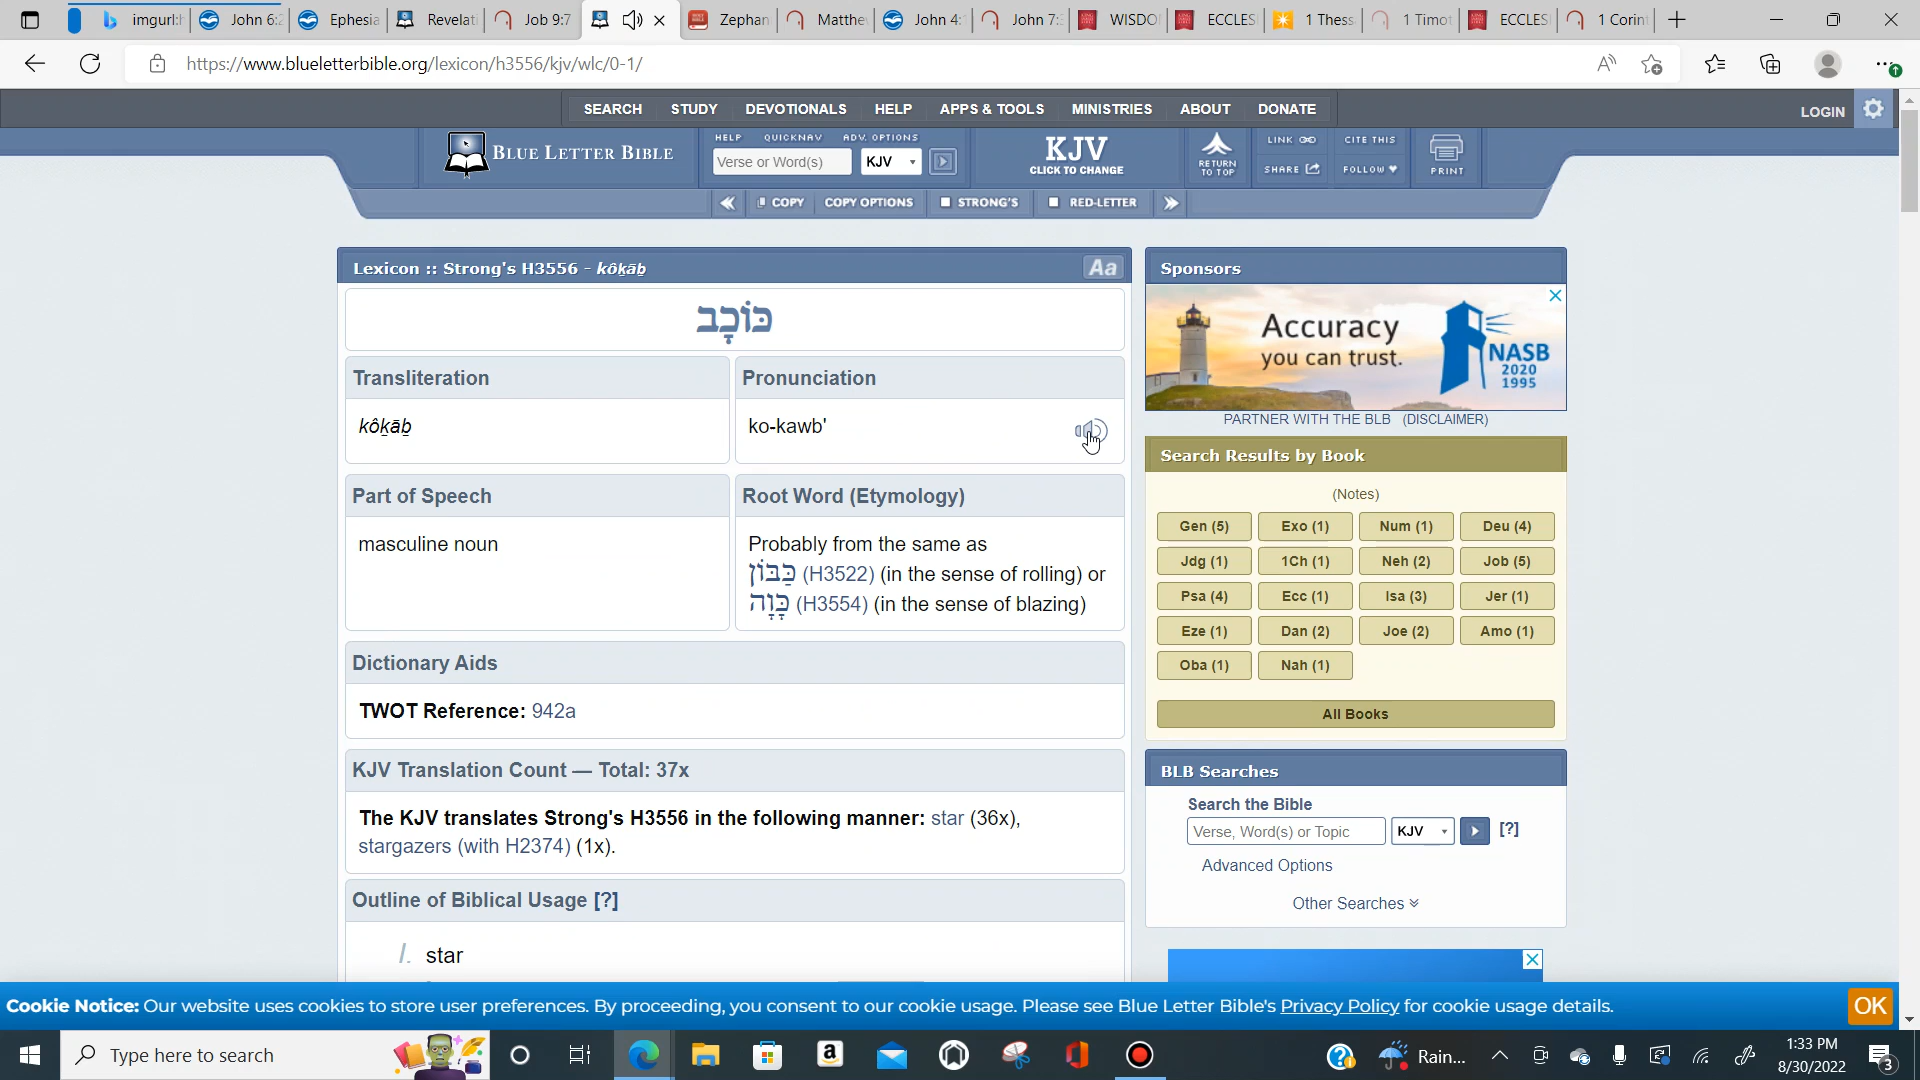 imgurl:h
John 6:2
Ephesia
Revelati
Job 9:7
Zephan
Matthe
John 4:
John 7:
WISDO
ECCLES
1 Thess
1 Timot
ECCLES
1 Corin
https://www.blueletterbible.org/lexicon/h3556/kjv/wlc/0-1/
SEARCH STUDY DEVOTIONALS HELP APPS & TOOLS MINISTRIES ABOUT DONATE
LOGIN
BLUE LETTER BIBLE
HELP QUICKNAV ADV. OPTIONS
Verse or Word(s) KJV
KJV
CLICK TO CHANGE
RETURN
TO TOP
LINK CITE THIS
SHARE FOLLOW
PRINT
COPY COPY OPTIONS STRONG'S RED-LETTER
Lexicon :: Strong's H3556 - kôḵāḇ
Aa
כּוֹכָב
Transliteration
kôḵāḇ
Pronunciation
ko-kawb'
Part of Speech
masculine noun
Root Word (Etymology)
Probably from the same as
כַּבּוֹן (H3522) (in the sense of rolling) or
כָּוָה (H3554) (in the sense of blazing)
Dictionary Aids
TWOT Reference: 942a
KJV Translation Count — Total: 37x
The KJV translates Strong's H3556 in the following manner: star (36x),
stargazers (with H2374) (1x).
Outline of Biblical Usage [?]
I. star
Sponsors
Accuracy
you can trust.
NASB
2020
1995
PARTNER WITH THE BLB (DISCLAIMER)
Search Results by Book
(Notes)
Gen (5) Exo (1) Num (1) Deu (4)
Jdg (1) 1Ch (1) Neh (2) Job (5)
Psa (4) Ecc (1) Isa (3) Jer (1)
Eze (1) Dan (2) Joe (2) Amo (1)
Oba (1) Nah (1)
All Books
BLB Searches
Search the Bible
Verse, Word(s) or Topic KJV [?]
Advanced Options
Other Searches
Cookie Notice: Our website uses cookies to store user preferences. By proceeding, you consent to our cookie usage. Please see Blue Letter Bible's Privacy Policy for cookie usage details.
OK
Type here to search
Rain...
1:33 PM
8/30/2022
3